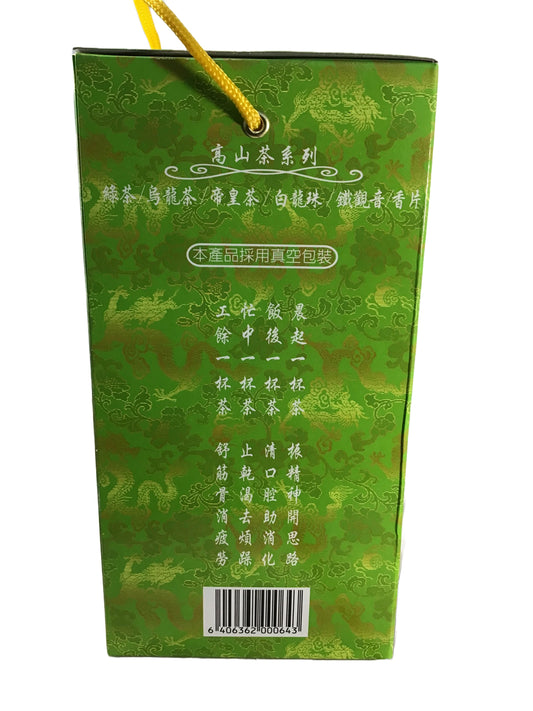 高山茶系列
綠茶/烏龍茶/帝皇茶/白龍珠/鐵觀音/香片
本產品採用真空包裝
晨起一杯茶 振精神開思路
飯後一杯茶 清口腔助消化
忙中一杯茶 止乾渴去煩躁
工餘一杯茶 舒筋骨消疲勞
6 406362 000643